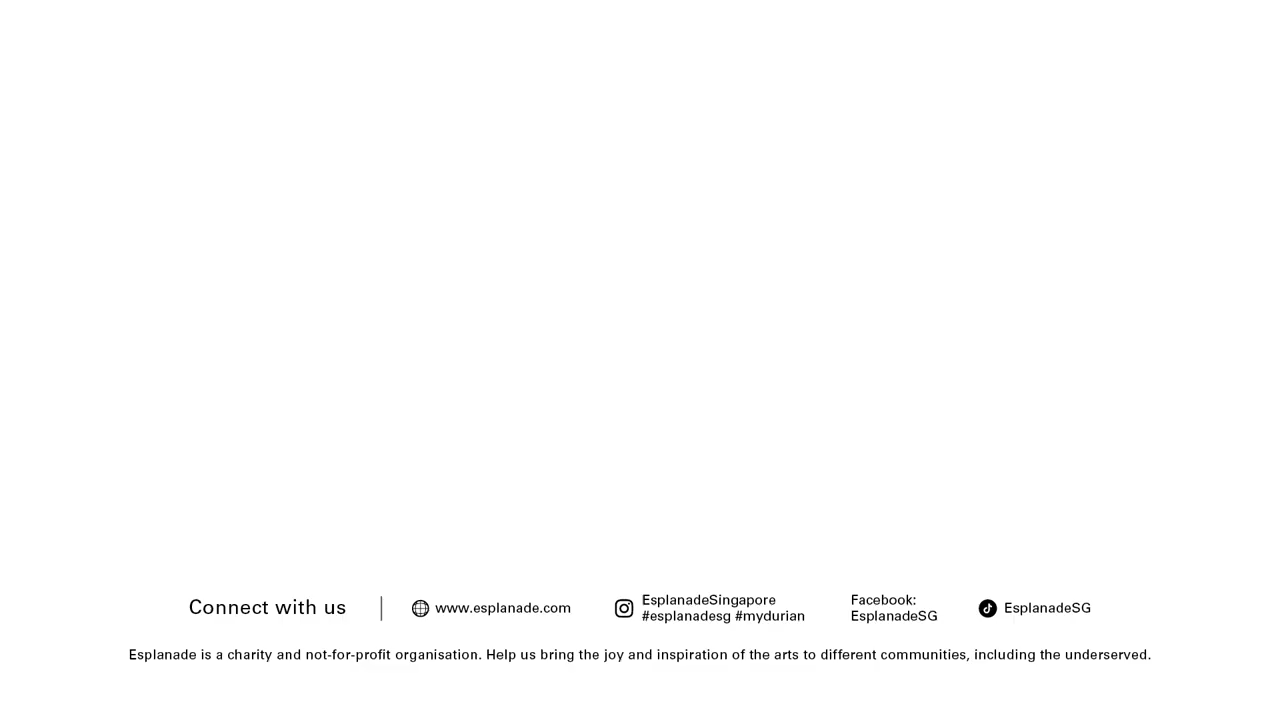 Connect with us
www.esplanade.com
EsplanadeSingapore
#esplanadesg #mydurian
Facebook:
EsplanadeSG
EsplanadeSG
Esplanade is a charity and not-for-profit organisation. Help us bring the joy and inspiration of the arts to different communities, including the underserved.